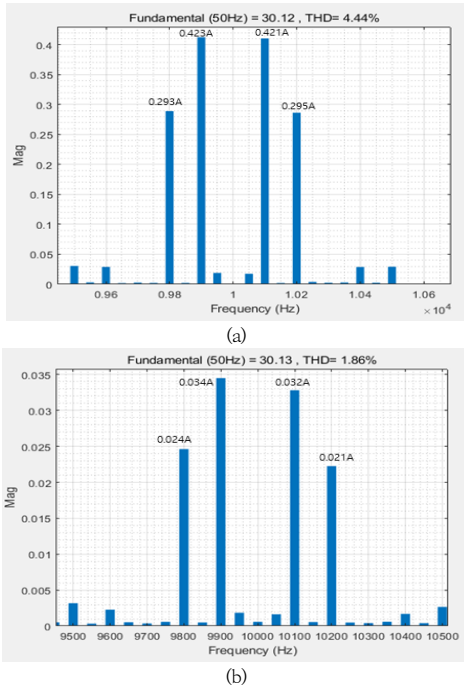 Fundamental (50Hz) = 30.12 , THD= 4.44%
0.423A
0.421A
0.293A
0.295A
0.4
0.35
0.3
0.25
0.2
0.15
0.1
0.05
0
Mag
0.96
0.98
1
1.02
1.04
1.06
Frequency (Hz)
×10⁴
(a)
Fundamental (50Hz) = 30.13 , THD= 1.86%
0.034A
0.032A
0.024A
0.021A
0.035
0.03
0.025
0.02
0.015
0.01
0.005
0
Mag
9500
9600
9700
9800
9900
10000
10100
10200
10300
10400
10500
Frequency (Hz)
(b)